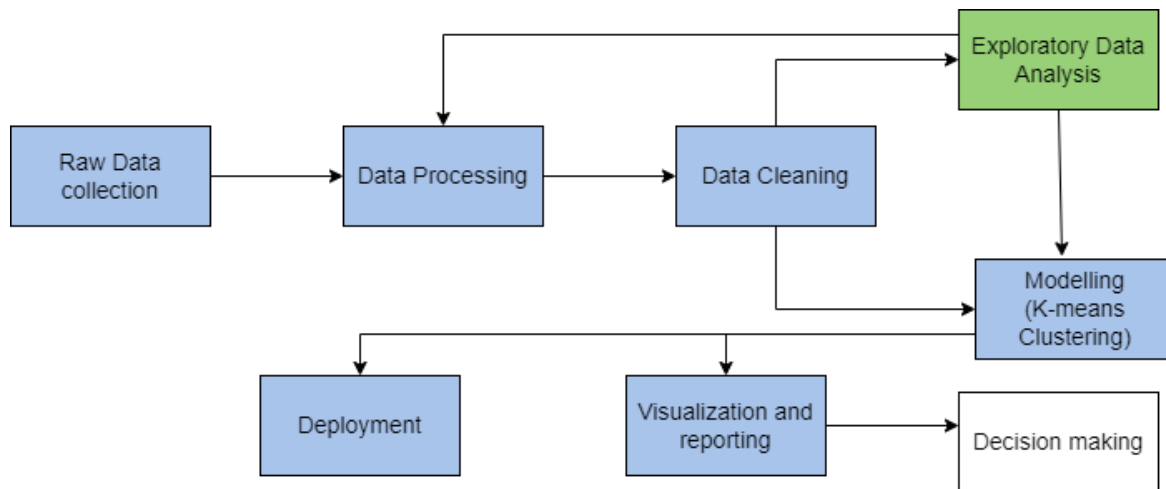 Exploratory Data
Analysis
Raw Data
collection
Data Processing
Data Cleaning
Modelling
(K-means
Clustering)
Deployment
Visualization and
reporting
Decision making